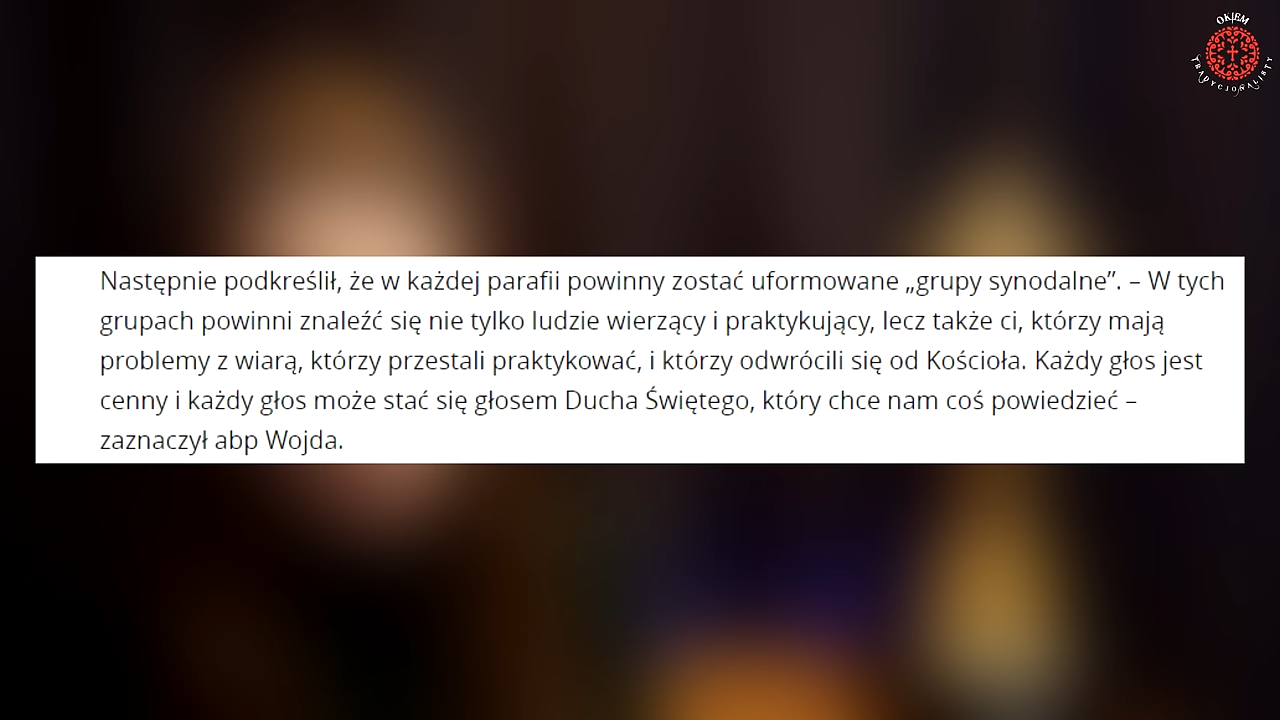 OKIEM
TRADYCJONALISTY
Następnie podkreślił, że w każdej parafii powinny zostać uformowane „grupy synodalne”. – W tych
grupach powinni znaleźć się nie tylko ludzie wierzący i praktykujący, lecz także ci, którzy mają
problemy z wiarą, którzy przestali praktykować, i którzy odwrócili się od Kościoła. Każdy głos jest
cenny i każdy głos może stać się głosem Ducha Świętego, który chce nam coś powiedzieć –
zaznaczył abp Wojda.